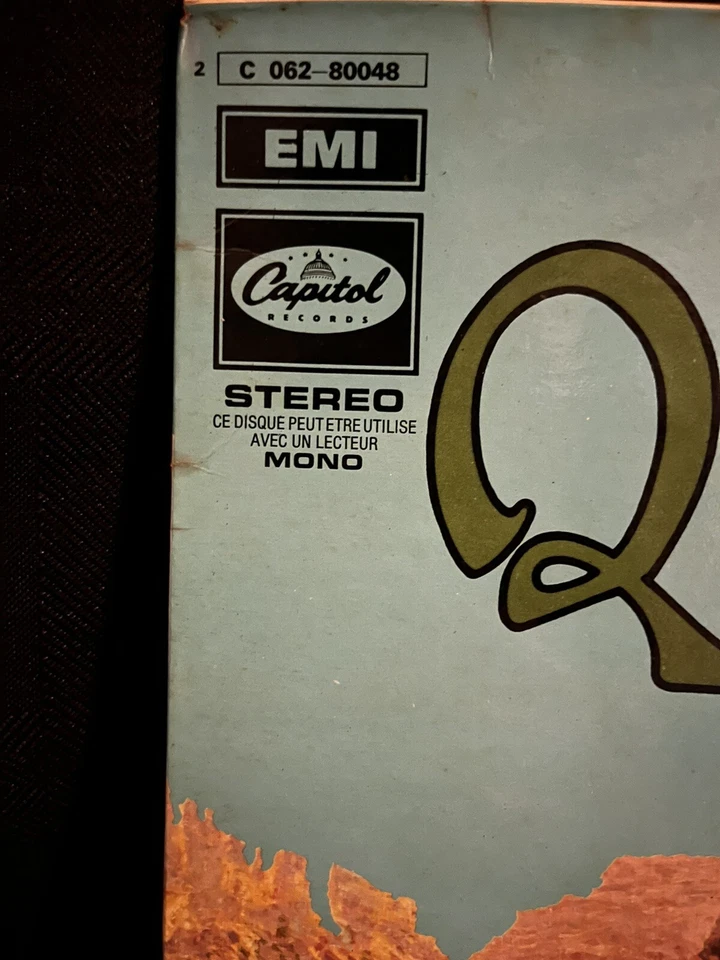 2 C 062-80048
EMI
Capitol
RECORDS
STEREO
CE DISQUE PEUT ETRE UTILISE
AVEC UN LECTEUR
MONO
Q